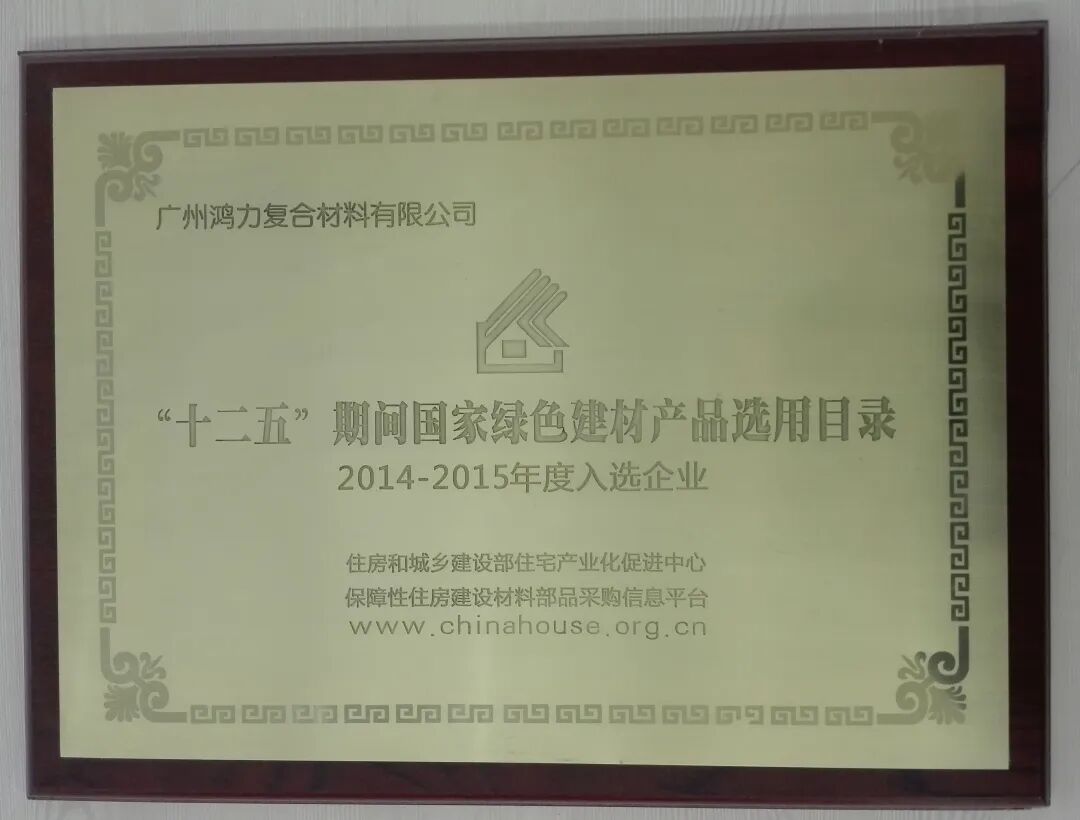 广州鸿力复合材料有限公司
“十二五”期间国家绿色建材产品选用目录
2014-2015年度入选企业
住房和城乡建设部住宅产业化促进中心
保障性住房建设材料部品采购信息平台
www.chinahouse.org.cn